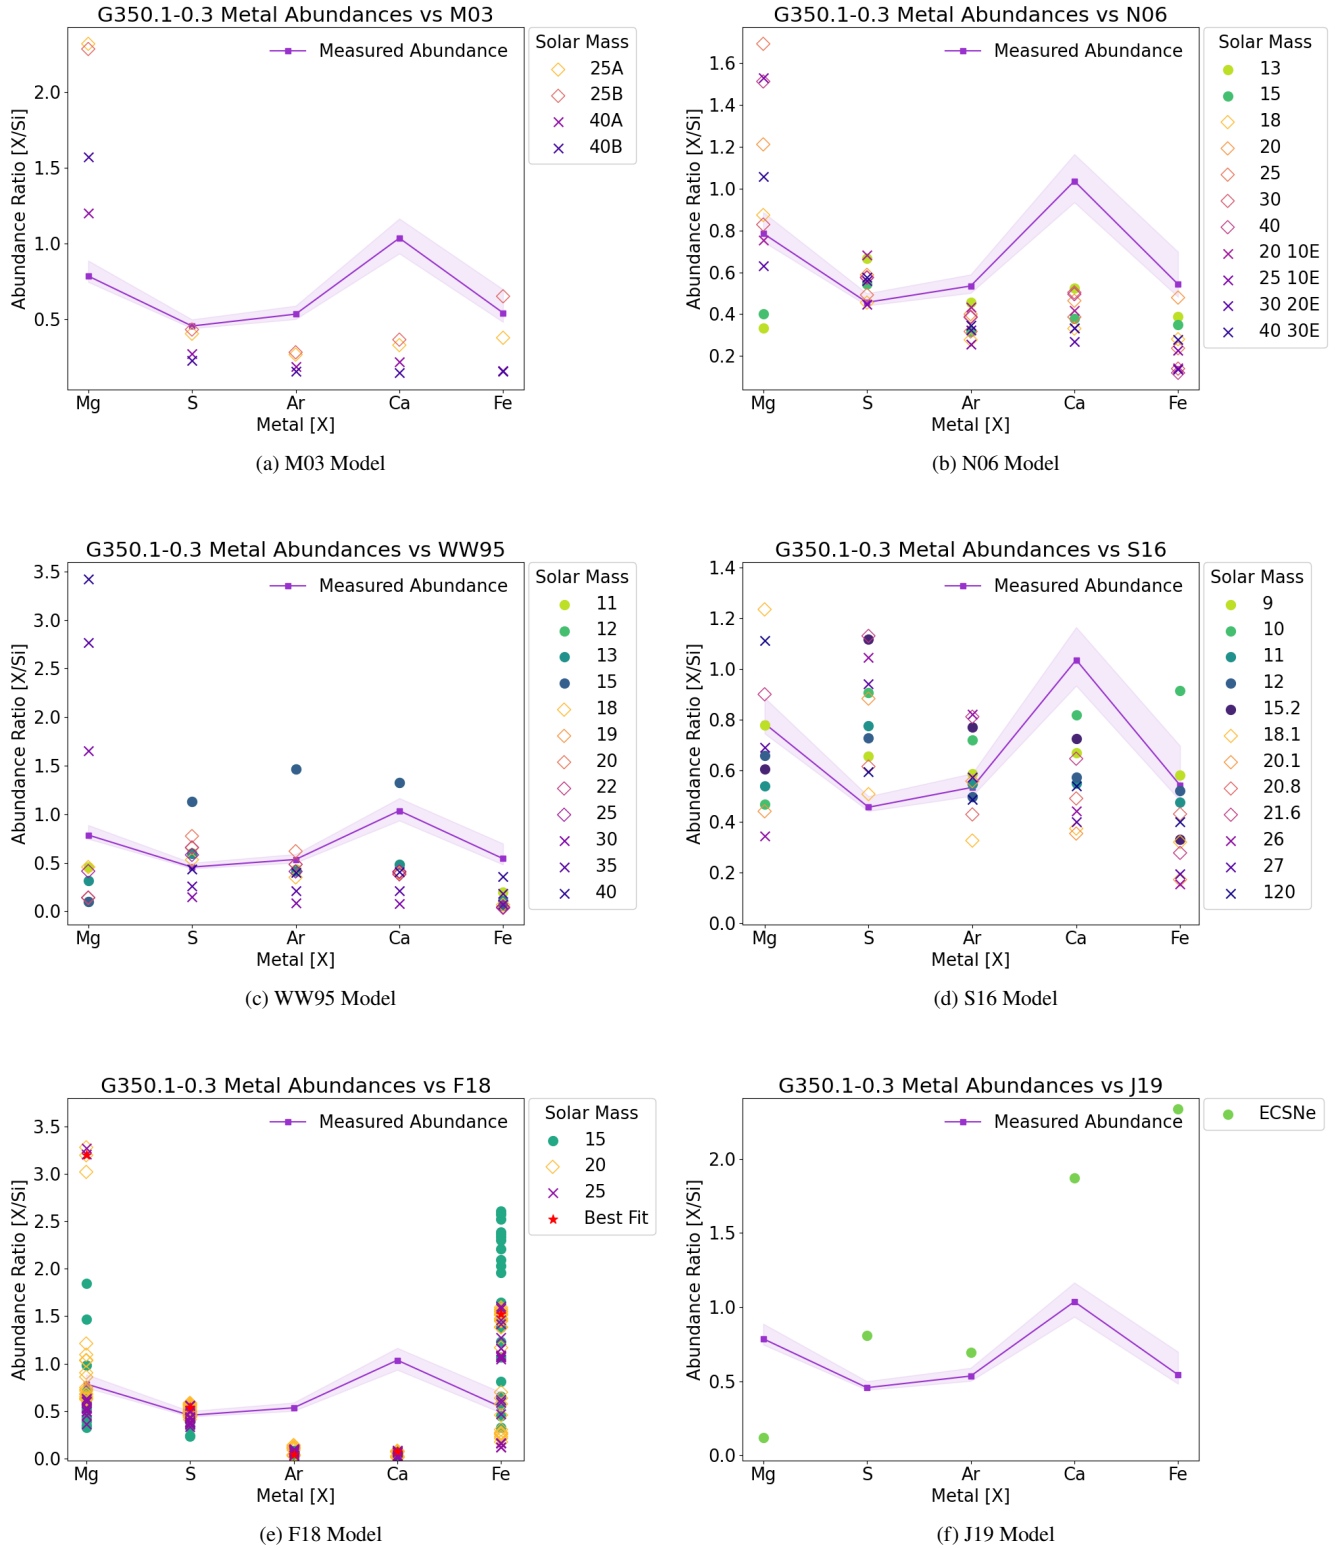 G350.1-0.3 Metal Abundances vs M03
Abundance Ratio [X/Si]
2.0
1.5
1.0
0.5
Mg S Ar Ca Fe
Metal [X]
Measured Abundance
Solar Mass
25A
25B
40A
40B
(a) M03 Model
G350.1-0.3 Metal Abundances vs N06
Abundance Ratio [X/Si]
1.6
1.4
1.2
1.0
0.8
0.6
0.4
0.2
Mg S Ar Ca Fe
Metal [X]
Measured Abundance
Solar Mass
13
15
18
20
25
30
40
20 10E
25 10E
30 20E
40 30E
(b) N06 Model
G350.1-0.3 Metal Abundances vs WW95
Abundance Ratio [X/Si]
3.5
3.0
2.5
2.0
1.5
1.0
0.5
0.0
Mg S Ar Ca Fe
Metal [X]
Measured Abundance
Solar Mass
11
12
13
15
18
19
20
22
25
30
35
40
(c) WW95 Model
G350.1-0.3 Metal Abundances vs S16
Abundance Ratio [X/Si]
1.4
1.2
1.0
0.8
0.6
0.4
0.2
0.0
Mg S Ar Ca Fe
Metal [X]
Measured Abundance
Solar Mass
9
10
11
12
15.2
18.1
20.1
20.8
21.6
26
27
120
(d) S16 Model
G350.1-0.3 Metal Abundances vs F18
Abundance Ratio [X/Si]
3.5
3.0
2.5
2.0
1.5
1.0
0.5
0.0
Mg S Ar Ca Fe
Metal [X]
Measured Abundance
Solar Mass
15
20
25
Best Fit
(e) F18 Model
G350.1-0.3 Metal Abundances vs J19
Abundance Ratio [X/Si]
2.0
1.5
1.0
0.5
0.0
Mg S Ar Ca Fe
Metal [X]
Measured Abundance
ECSNe
(f) J19 Model